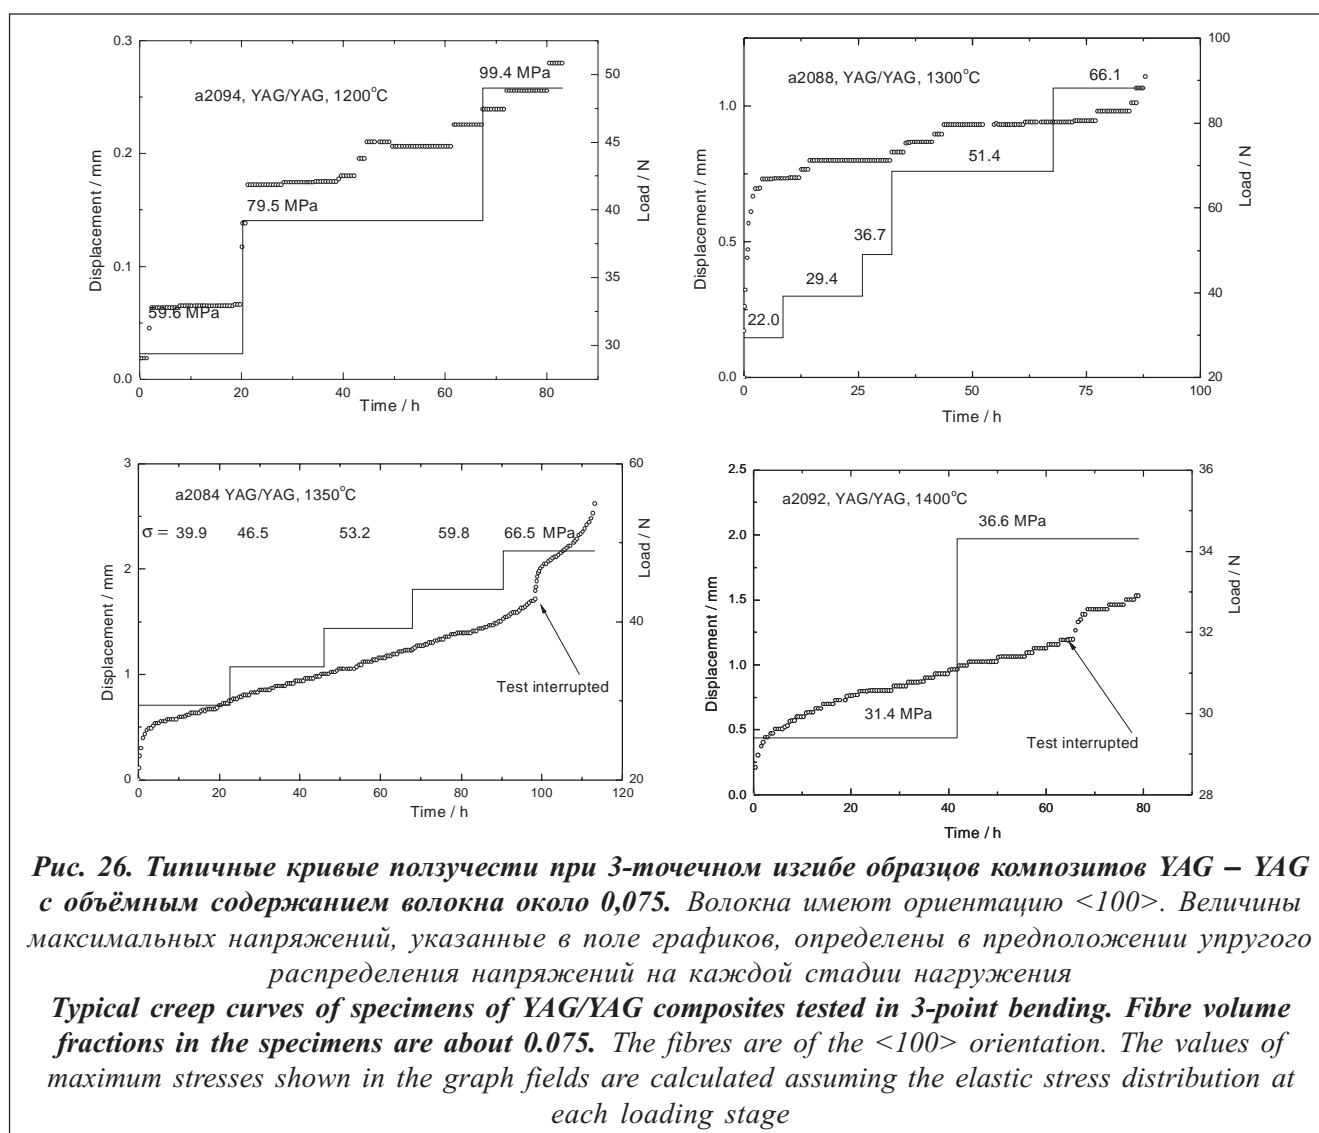 a2094, YAG/YAG, 1200°C
99.4 MPa
79.5 MPa
59.6 MPa
0.3
0.2
0.1
0.0
Displacement / mm
50
45
40
35
30
Load / N
0 20 40 60 80
Time / h
a2088, YAG/YAG, 1300°C
66.1
51.4
36.7
29.4
22.0
1.0
0.5
0.0
Displacement / mm
100
80
60
40
20
Load / N
0 25 50 75 100
Time / h
a2084 YAG/YAG, 1350°C
σ = 39.9 46.5 53.2 59.8 66.5 MPa
Test interrupted
3
2
1
0
Displacement / mm
60
40
20
Load / N
0 20 40 60 80 100 120
Time / h
a2092, YAG/YAG, 1400°C
36.6 MPa
31.4 MPa
Test interrupted
2.5
2.0
1.5
1.0
0.5
0.0
Displacement / mm
36
34
32
30
28
Load / N
0 20 40 60 80
Time / h
Рис. 26. Типичные кривые ползучести при 3-точечном изгибе образцов композитов YAG – YAG
с объёмным содержанием волокна около 0,075. Волокна имеют ориентацию <100>. Величины
максимальных напряжений, указанные в поле графиков, определены в предположении упругого
распределения напряжений на каждой стадии нагружения
Typical creep curves of specimens of YAG/YAG composites tested in 3-point bending. Fibre volume
fractions in the specimens are about 0.075. The fibres are of the <100> orientation. The values of
maximum stresses shown in the graph fields are calculated assuming the elastic stress distribution at
each loading stage